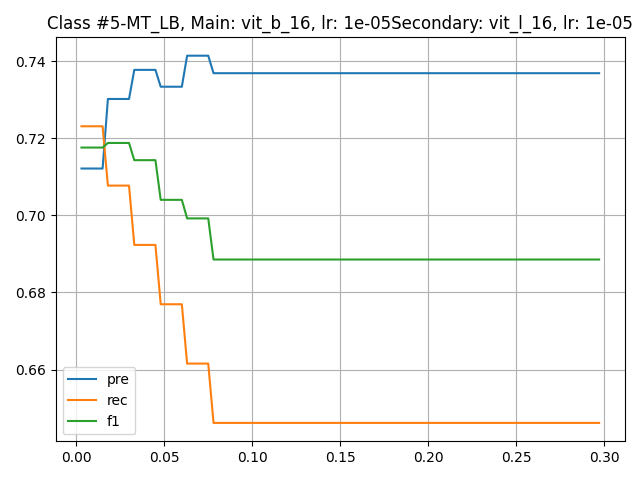 Class #5-MT_LB, Main: vit_b_16, lr: 1e-05Secondary: vit_l_16, lr: 1e-05
0.74
0.72
0.70
0.68
0.66
pre
rec
f1
0.00 0.05 0.10 0.15 0.20 0.25 0.30